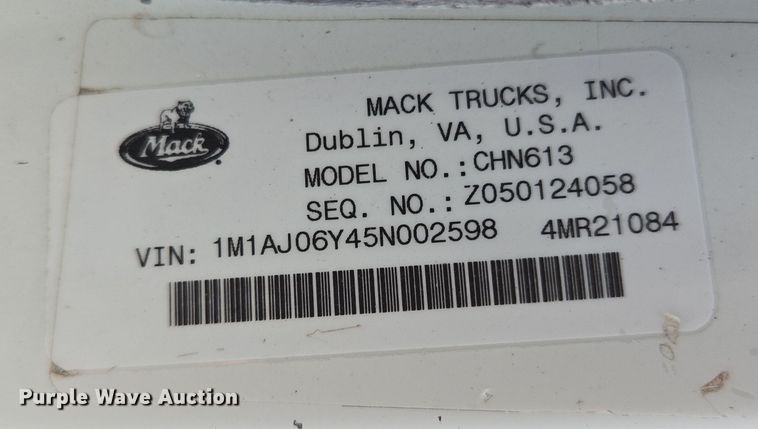 Mack
MACK TRUCKS, INC.
Dublin, VA, U.S.A.
MODEL NO.: CHN613
SEQ. NO.: Z050124058
VIN: 1M1AJ06Y45N002598 4MR21084
Purple Wave Auction